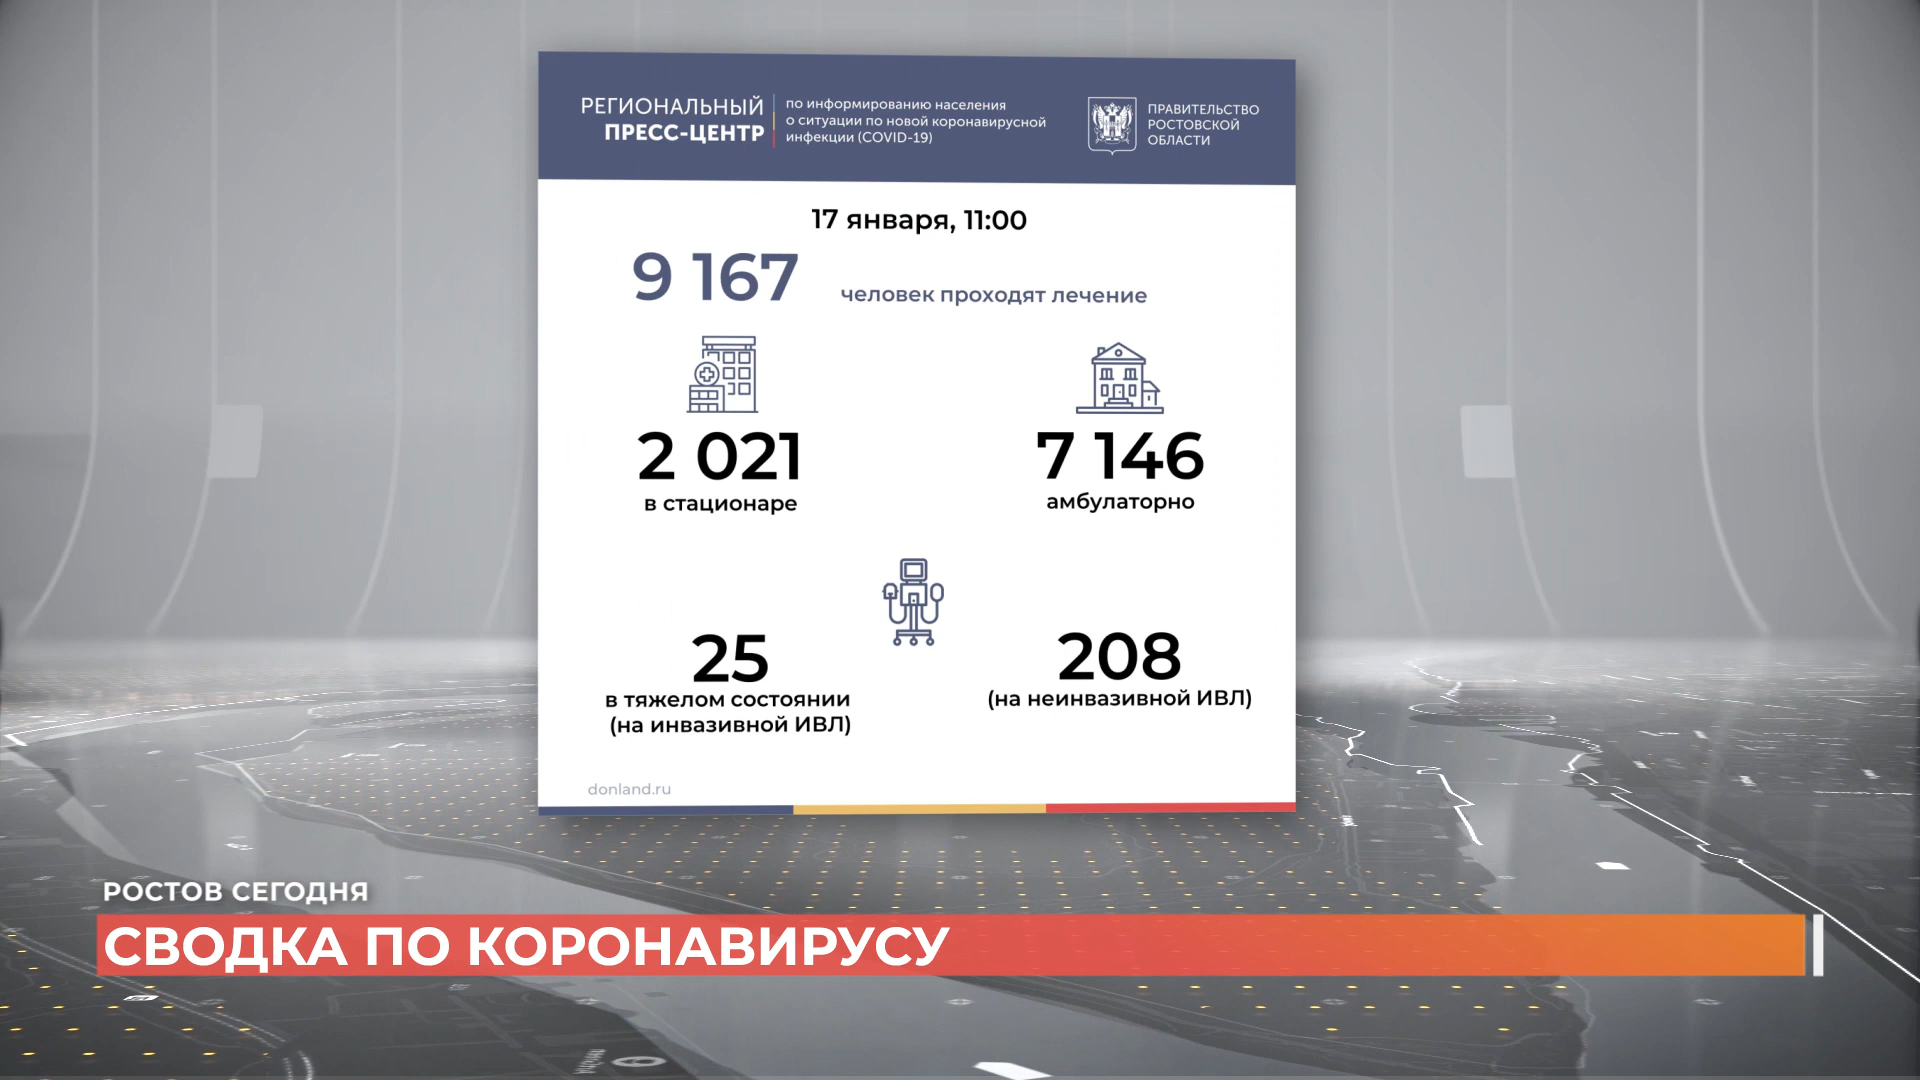 РЕГИОНАЛЬНЫЙ
ПРЕСС-ЦЕНТР
по информированию населения
о ситуации по новой коронавирусной
инфекции (COVID-19)
ПРАВИТЕЛЬСТВО
РОСТОВСКОЙ
ОБЛАСТИ
17 января, 11:00
9 167 человек проходят лечение
2 021
в стационаре
7 146
амбулаторно
25
в тяжелом состоянии
(на инвазивной ИВЛ)
208
(на неинвазивной ИВЛ)
donland.ru
РОСТОВ СЕГОДНЯ
СВОДКА ПО КОРОНАВИРУСУ